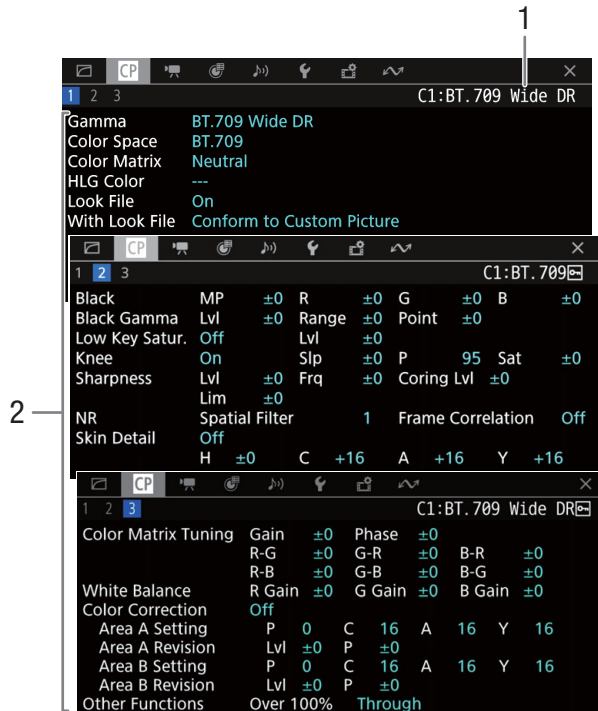 1
CP
1 2 3 C1:BT.709 Wide DR
Gamma BT.709 Wide DR
Color Space BT.709
Color Matrix Neutral
HLG Color ---
Look File On
With Look File Conform to Custom Picture
CP
1 2 3 C1:BT.709
Black MP ±0 R ±0 G ±0 B ±0
Black Gamma Lvl ±0 Range ±0 Point ±0
Low Key Satur. Off Lvl ±0
Knee On Slp ±0 P 95 Sat ±0
Sharpness Lvl ±0 Frq ±0 Coring Lvl ±0
Lim ±0
2
NR Spatial Filter 1 Frame Correlation Off
Skin Detail Off
H ±0 C +16 A +16 Y +16
CP
1 2 3 C1:BT.709 Wide DR
Color Matrix Tuning Gain ±0 Phase ±0
R-G ±0 G-R ±0 B-R ±0
R-B ±0 G-B ±0 B-G ±0
White Balance R Gain ±0 G Gain ±0 B Gain ±0
Color Correction Off
Area A Setting P 0 C 16 A 16 Y 16
Area A Revision Lvl ±0 P ±0
Area B Setting P 0 C 16 A 16 Y 16
Area B Revision Lvl ±0 P ±0
Other Functions Over 100% Through